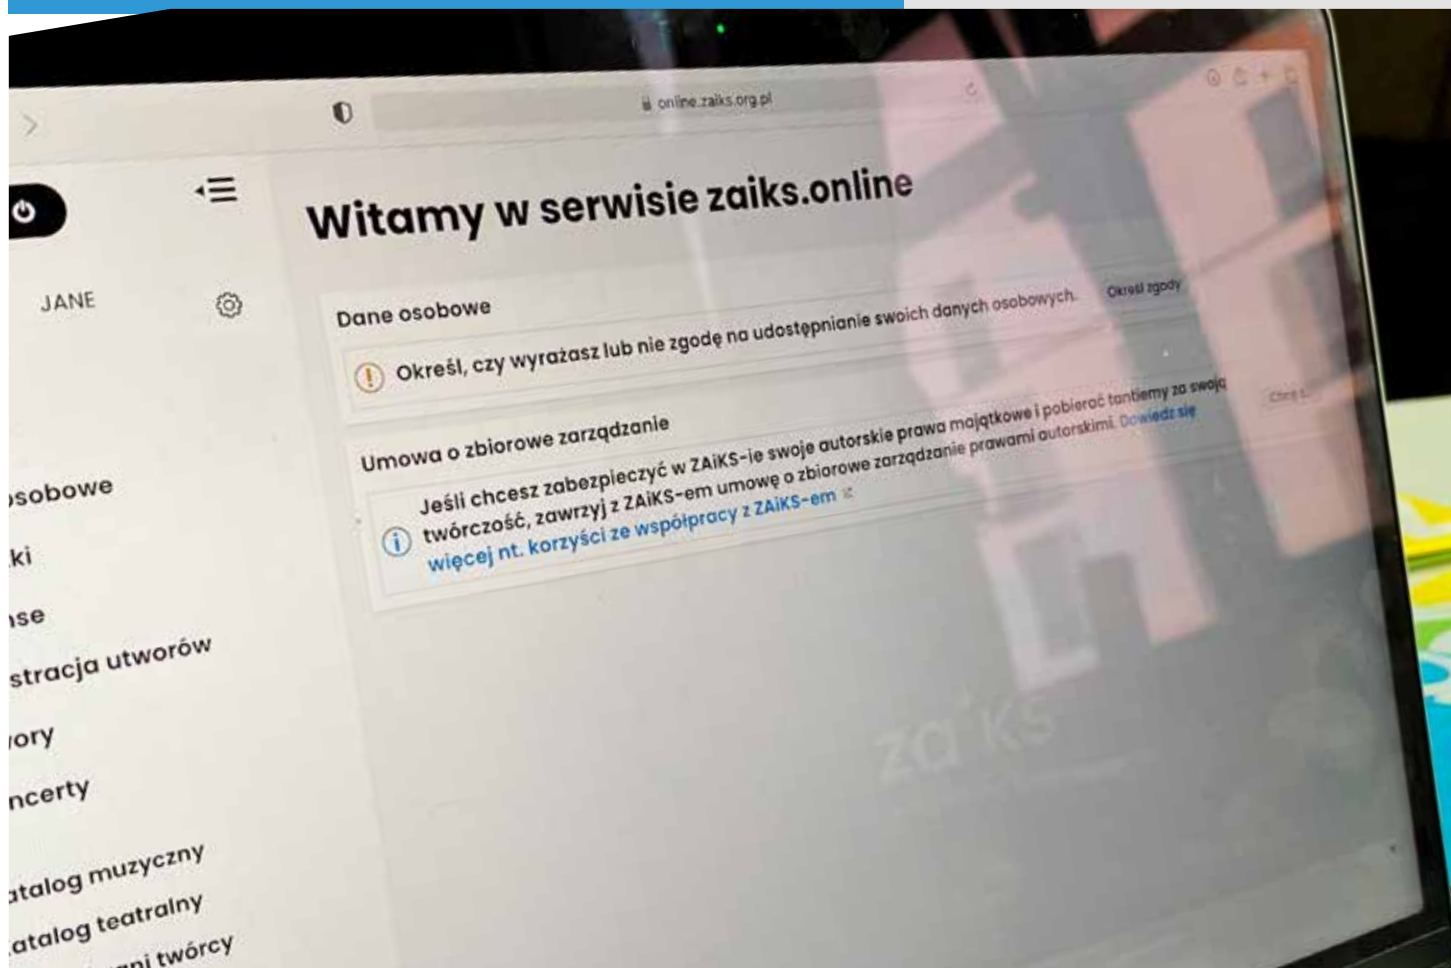 online.zaiks.org.pl
Witamy w serwisie zaiks.online
JANE
Dane osobowe
Określ, czy wyrażasz lub nie zgodę na udostępnianie swoich danych osobowych.
Określ zgody
Umowa o zbiorowe zarządzanie
Jeśli chcesz zabezpieczyć w ZAiKS-ie swoje autorskie prawa majątkowe i pobierać tantiemy za swoją
twórczość, zawrzyj z ZAiKS-em umowę o zbiorowe zarządzanie prawami autorskimi. Dowiedz się
więcej nt. korzyści ze współpracy z ZAiKS-em
Chcę
osobowe
ki
nse
stracja utworów
ory
ncerty
atalog muzyczny
atalog teatralny
ani twórcy
zaiks